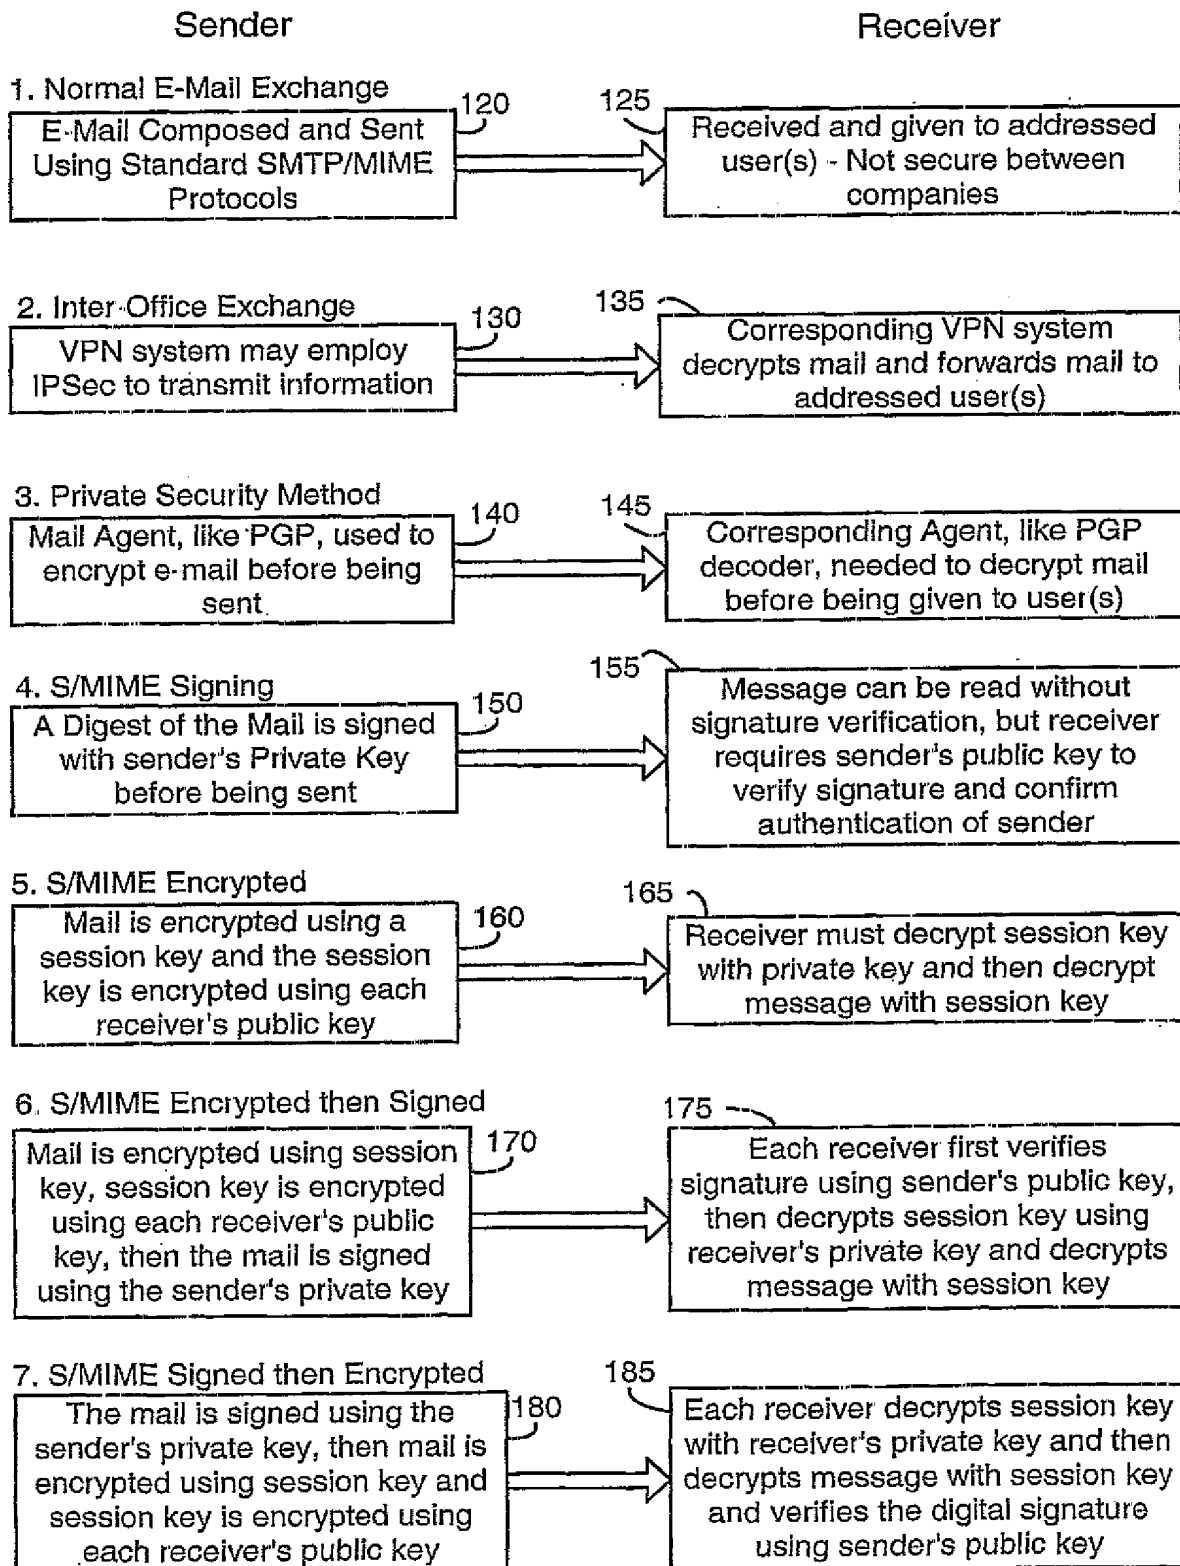 Sender
Receiver
1. Normal E-Mail Exchange
120
125
E-Mail Composed and Sent
Using Standard SMTP/MIME
Protocols
Received and given to addressed
user(s) - Not secure between
companies
2. Inter-Office Exchange
130
135
VPN system may employ
IPSec to transmit information
Corresponding VPN system
decrypts mail and forwards mail to
addressed user(s)
3. Private Security Method
140
145
Mail Agent, like PGP, used to
encrypt e-mail before being
sent
Corresponding Agent, like PGP
decoder, needed to decrypt mail
before being given to user(s)
4. S/MIME Signing
150
155
A Digest of the Mail is signed
with sender's Private Key
before being sent
Message can be read without
signature verification, but receiver
requires sender's public key to
verify signature and confirm
authentication of sender
5. S/MIME Encrypted
160
165
Mail is encrypted using a
session key and the session
key is encrypted using each
receiver's public key
Receiver must decrypt session key
with private key and then decrypt
message with session key
6. S/MIME Encrypted then Signed
170
175
Mail is encrypted using session
key, session key is encrypted
using each receiver's public
key, then the mail is signed
using the sender's private key
Each receiver first verifies
signature using sender's public key,
then decrypts session key using
receiver's private key and decrypts
message with session key
7. S/MIME Signed then Encrypted
180
185
The mail is signed using the
sender's private key, then mail is
encrypted using session key and
session key is encrypted using
each receiver's public key
Each receiver decrypts session key
with receiver's private key and then
decrypts message with session key
and verifies the digital signature
using sender's public key